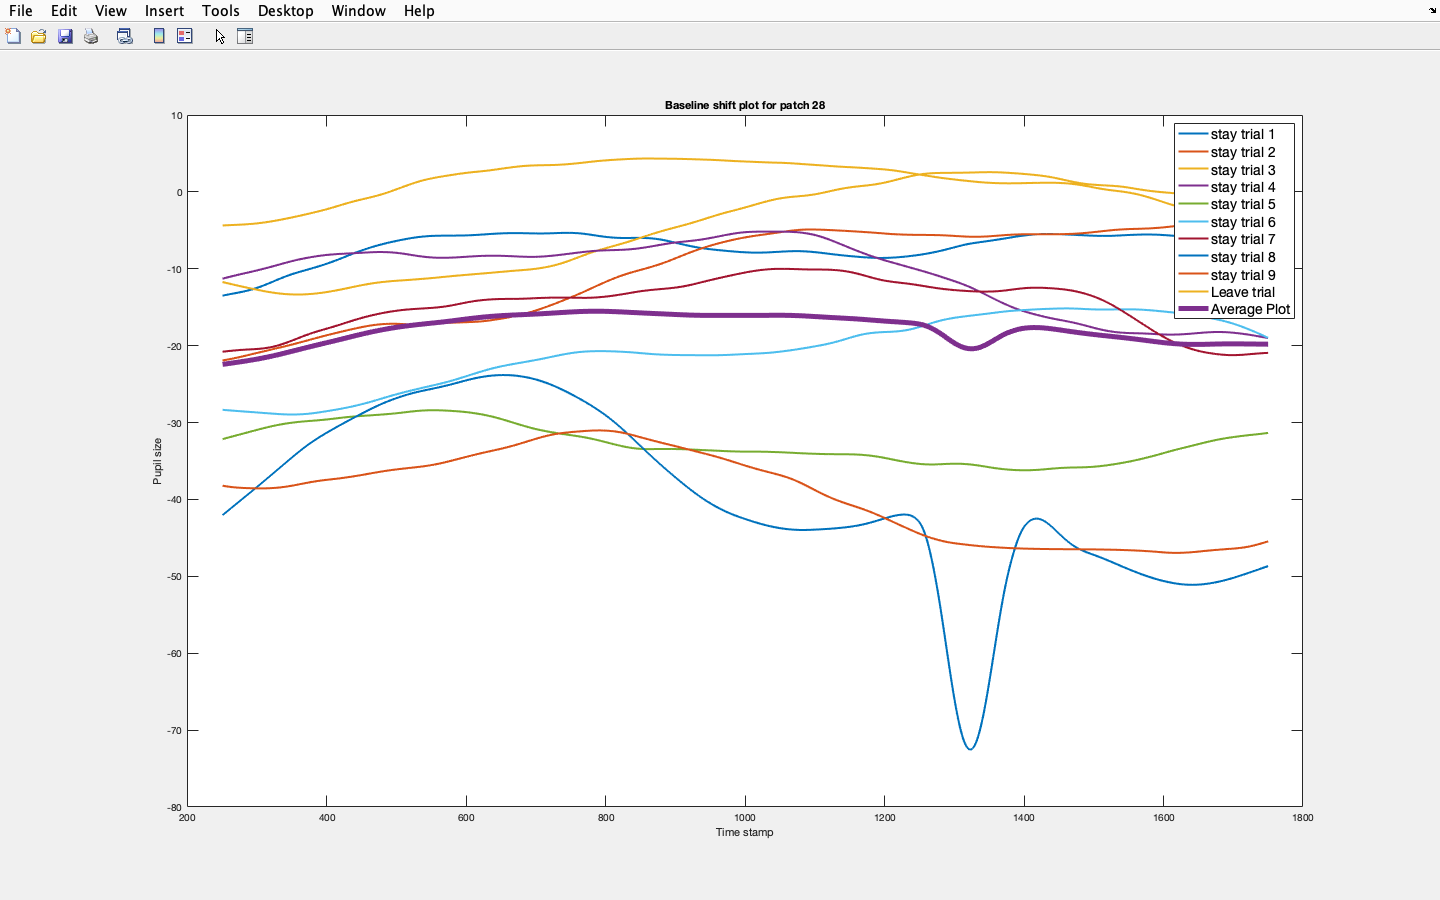 File Edit View Insert Tools Desktop Window Help
Baseline shift plot for patch 28
10
0
-10
-20
-30
-40
-50
-60
-70
-80
Pupil size
200 400 600 800 1000 1200 1400 1600 1800
Time stamp
stay trial 1
stay trial 2
stay trial 3
stay trial 4
stay trial 5
stay trial 6
stay trial 7
stay trial 8
stay trial 9
Leave trial
Average Plot